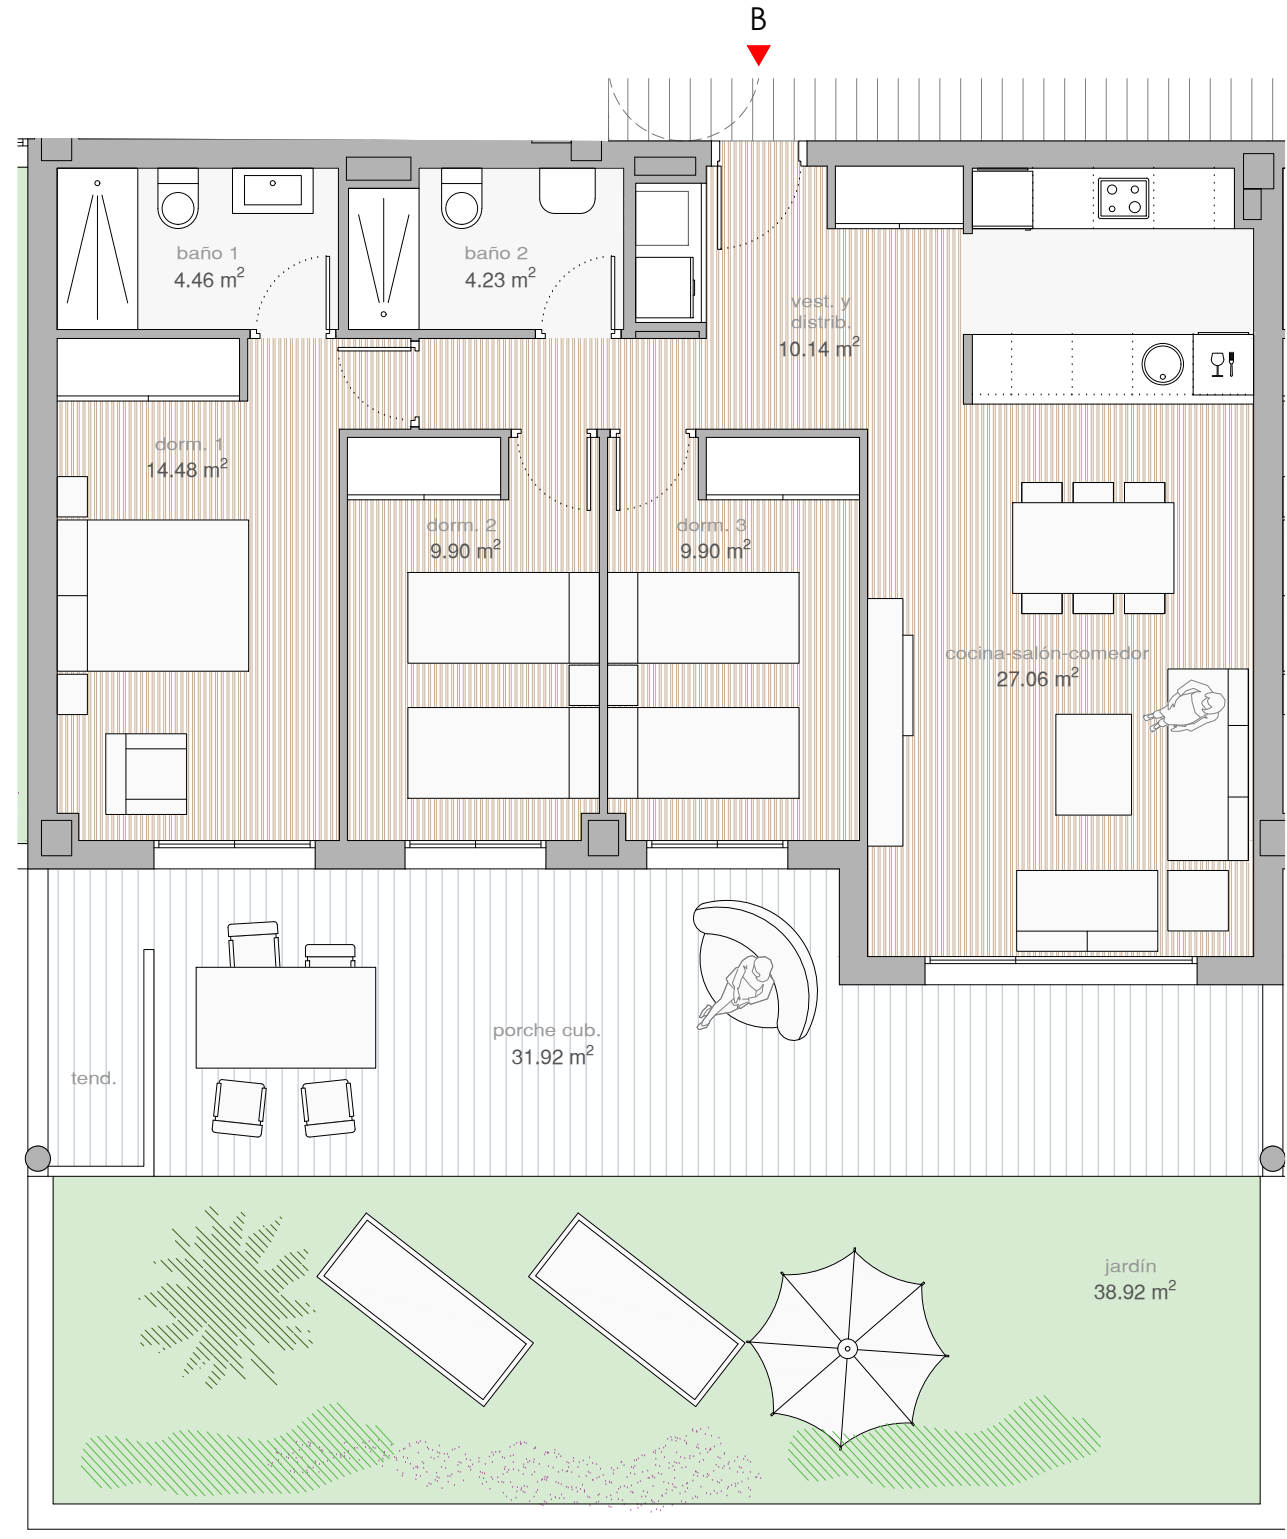 B
baño 1
4.46 m²
baño 2
4.23 m²
vest. y
distrib.
10.14 m²
dorm. 1
14.48 m²
dorm. 2
9.90 m²
dorm. 3
9.90 m²
cocina-salón-comedor
27.06 m²
porche cub.
31.92 m²
tend.
jardín
38.92 m²